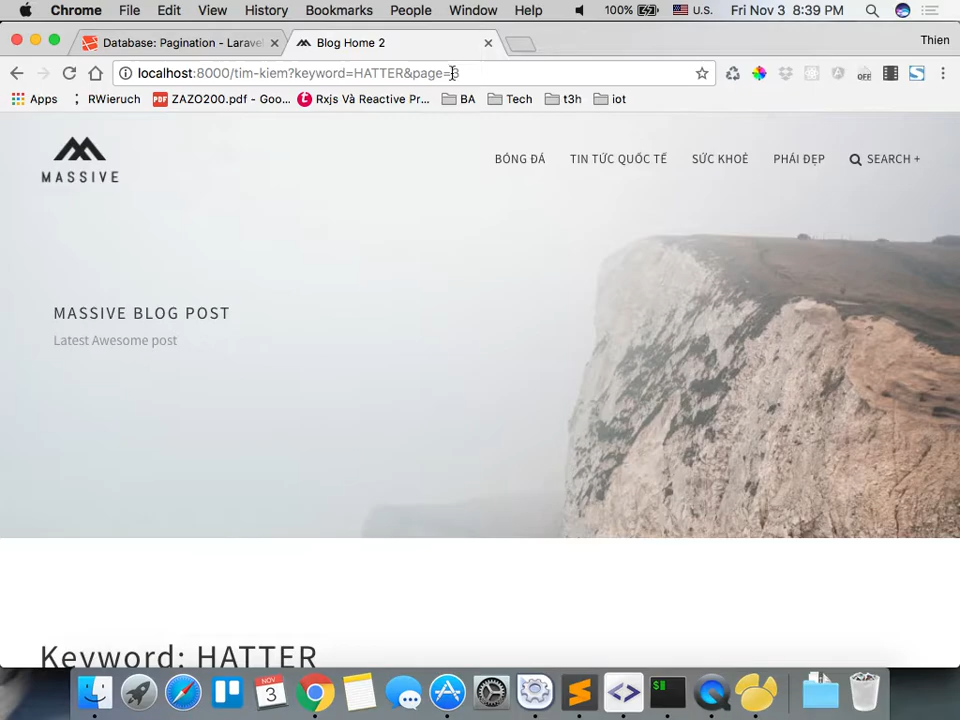 Chrome File Edit View History Bookmarks People Window Help 100% U.S. Fri Nov 3 8:39 PM
Database: Pagination - Larave Blog Home 2 Thien
localhost:8000/tim-kiem?keyword=HATTER&page=3 OFF
Apps RWieruch PDF ZAZO200.pdf - Goo... Rxjs Và Reactive Pr... BA Tech t3h iot
MASSIVE
BÓNG ĐÁ TIN TỨC QUỐC TẾ SỨC KHOẺ PHÁI ĐẸP SEARCH +
MASSIVE BLOG POST
Latest Awesome post
Keyword: HATTER
NOV
3